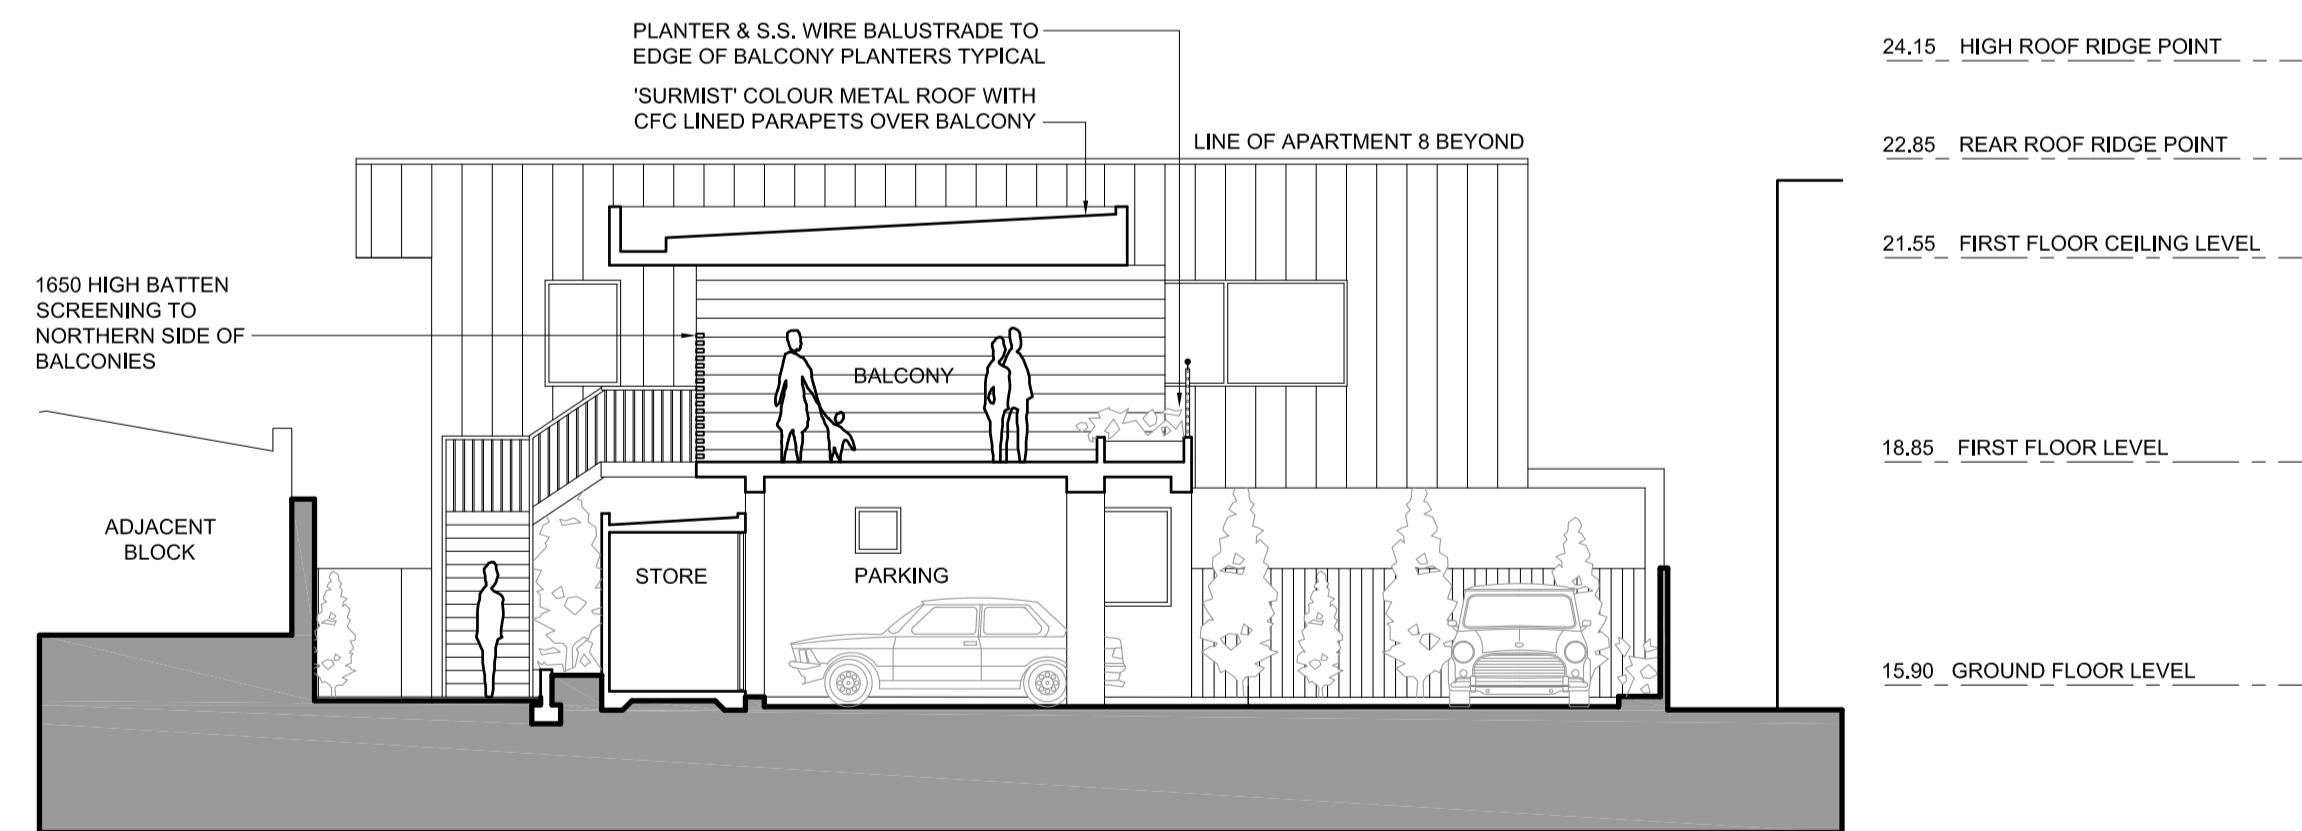 PLANTER & S.S. WIRE BALUSTRADE TO
EDGE OF BALCONY PLANTERS TYPICAL
'SURMIST' COLOUR METAL ROOF WITH
CFC LINED PARAPETS OVER BALCONY
LINE OF APARTMENT 8 BEYOND
1650 HIGH BATTEN
SCREENING TO
NORTHERN SIDE OF
BALCONIES
BALCONY
ADJACENT
BLOCK
STORE
PARKING
24.15 HIGH ROOF RIDGE POINT
22.85 REAR ROOF RIDGE POINT
21.55 FIRST FLOOR CEILING LEVEL
18.85 FIRST FLOOR LEVEL
15.90 GROUND FLOOR LEVEL